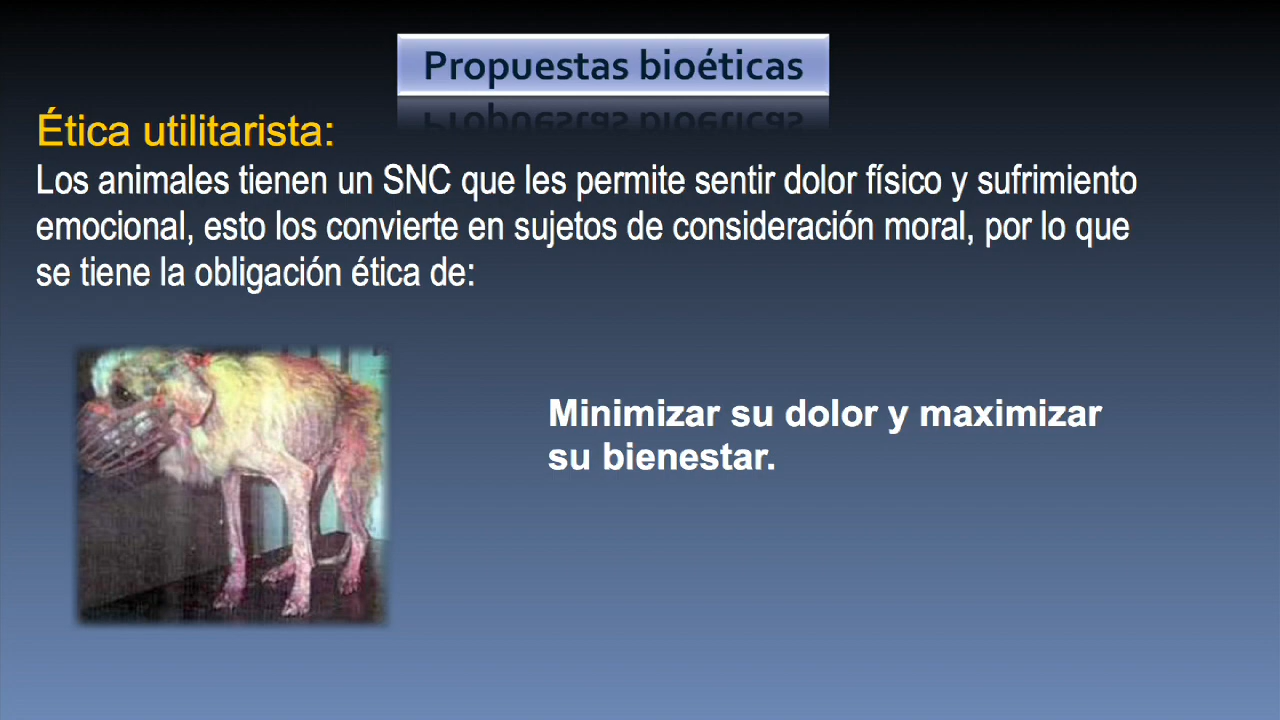 Propuestas bioéticas
Ética utilitarista:
Los animales tienen un SNC que les permite sentir dolor físico y sufrimiento
emocional, esto los convierte en sujetos de consideración moral, por lo que
se tiene la obligación ética de:
Minimizar su dolor y maximizar
su bienestar.